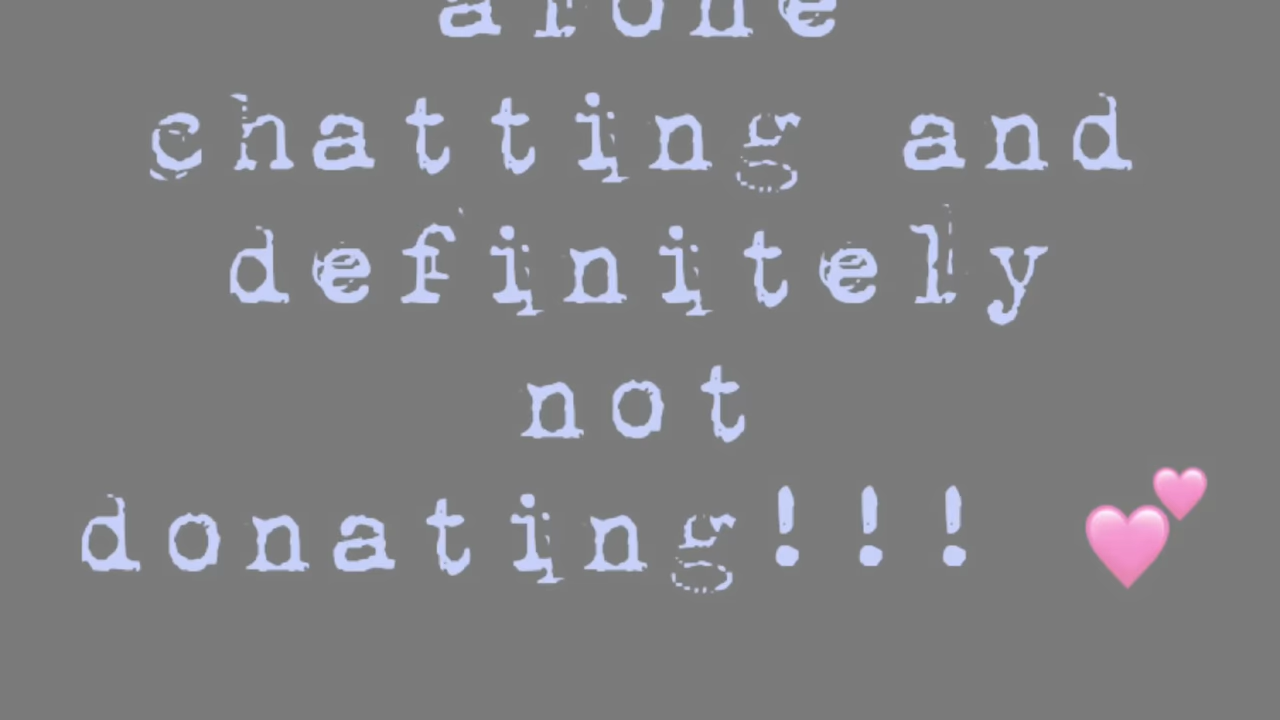 chatting and
definitely
not
donating!!! 💕